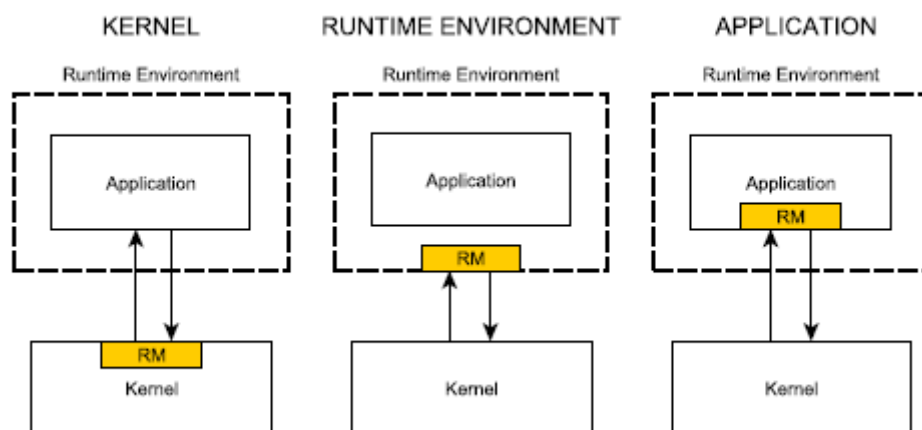 KERNEL
RUNTIME ENVIRONMENT
APPLICATION
Runtime Environment
Runtime Environment
Runtime Environment
Application
Application
Application
RM
RM
RM
Kernel
Kernel
Kernel